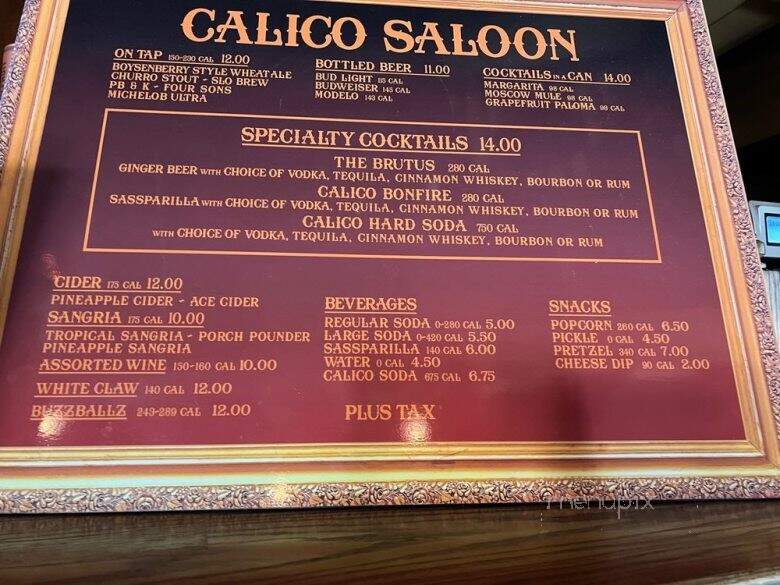 CALICO SALOON
ON TAP 150-230 CAL 12.00
BOYSENBERRY STYLE WHEAT ALE
CHURRO STOUT - SLO BREW
PB & K - FOUR SONS
MICHELOB ULTRA
BOTTLED BEER 11.00
BUD LIGHT 115 CAL
BUDWEISER 145 CAL
MODELO 143 CAL
COCKTAILS IN A CAN 14.00
MARGARITA 98 CAL
MOSCOW MULE 98 CAL
GRAPEFRUIT PALOMA 98 CAL
SPECIALTY COCKTAILS 14.00
THE BRUTUS 280 CAL
GINGER BEER WITH CHOICE OF VODKA, TEQUILA, CINNAMON WHISKEY, BOURBON OR RUM
CALICO BONFIRE 280 CAL
SASSPARILLA WITH CHOICE OF VODKA, TEQUILA, CINNAMON WHISKEY, BOURBON OR RUM
CALICO HARD SODA 750 CAL
WITH CHOICE OF VODKA, TEQUILA, CINNAMON WHISKEY, BOURBON OR RUM
CIDER 175 CAL 12.00
PINEAPPLE CIDER - ACE CIDER
SANGRIA 175 CAL 10.00
TROPICAL SANGRIA - PORCH POUNDER
PINEAPPLE SANGRIA
ASSORTED WINE 150-160 CAL 10.00
WHITE CLAW 140 CAL 12.00
BUZZBALLZ 243-289 CAL 12.00
BEVERAGES
REGULAR SODA 0-280 CAL 5.00
LARGE SODA 0-420 CAL 5.50
SASSPARILLA 140 CAL 6.00
WATER 0 CAL 4.50
CALICO SODA 675 CAL 6.75
PLUS TAX
SNACKS
POPCORN 260 CAL 6.50
PICKLE 0 CAL 4.50
PRETZEL 340 CAL 7.00
CHEESE DIP 90 CAL 2.00
menupix